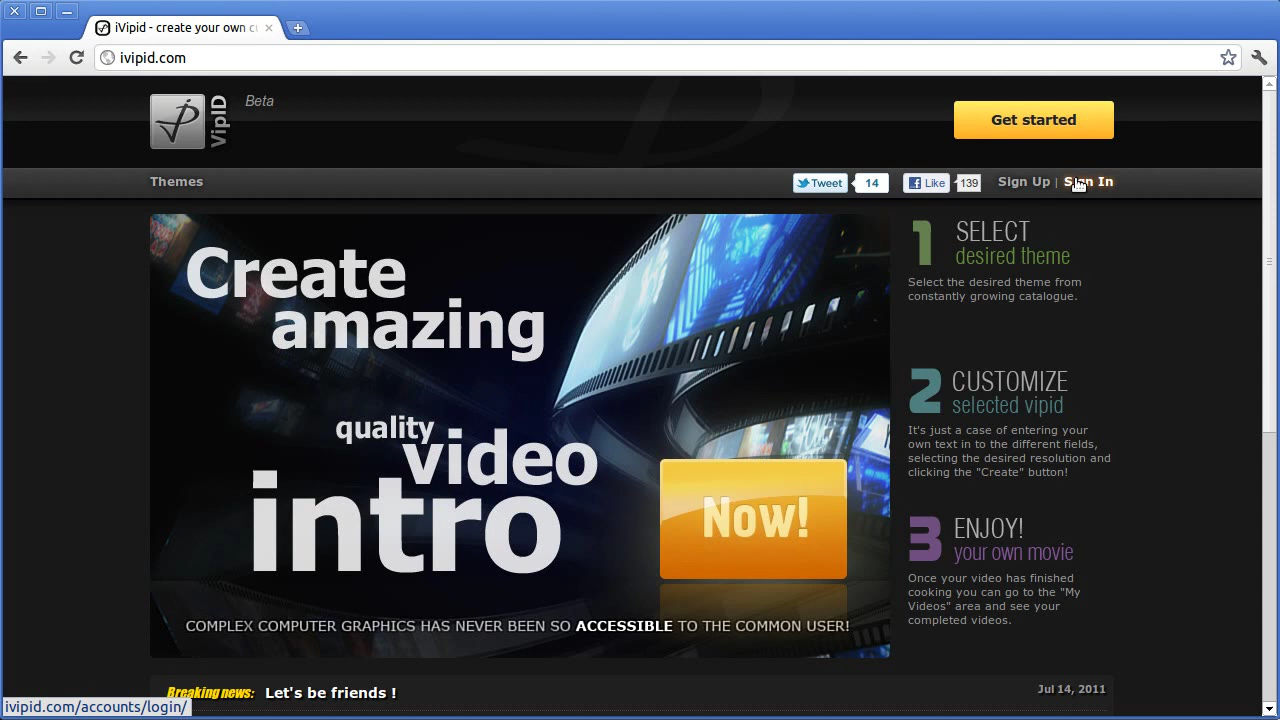 iVipid - create your own c
ivipid.com
VipID
Beta
Get started
Themes
Tweet
14
Like
139
Sign Up | Sign In
Create
amazing
quality
video
intro
Now!
COMPLEX COMPUTER GRAPHICS HAS NEVER BEEN SO ACCESSIBLE TO THE COMMON USER!
1
SELECT
desired theme
Select the desired theme from
constantly growing catalogue.
2
CUSTOMIZE
selected vipid
It's just a case of entering your
own text in to the different fields,
selecting the desired resolution and
clicking the "Create" button!
3
ENJOY!
your own movie
Once your video has finished
cooking you can go to the "My
Videos" area and see your
completed videos.
Breaking news:
Let's be friends !
Jul 14, 2011
ivipid.com/accounts/login/